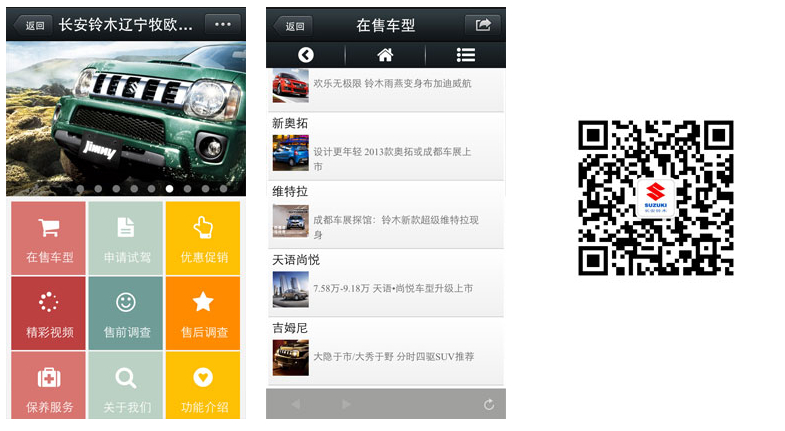 返回
长安铃木辽宁牧欧...
Jimny
在售车型
申请试驾
优惠促销
精彩视频
售前调查
售后调查
保养服务
关于我们
功能介绍
返回
在售车型
欢乐无极限 铃木雨燕变身布加迪威航
新奥拓
设计更年轻 2013款奥拓或成都车展上
市
维特拉
成都车展探馆：铃木新款超级维特拉现
身
天语尚悦
7.58万-9.18万 天语•尚悦车型升级上市
吉姆尼
大隐于市/大秀于野 分时四驱SUV推荐
SUZUKI
长安铃木